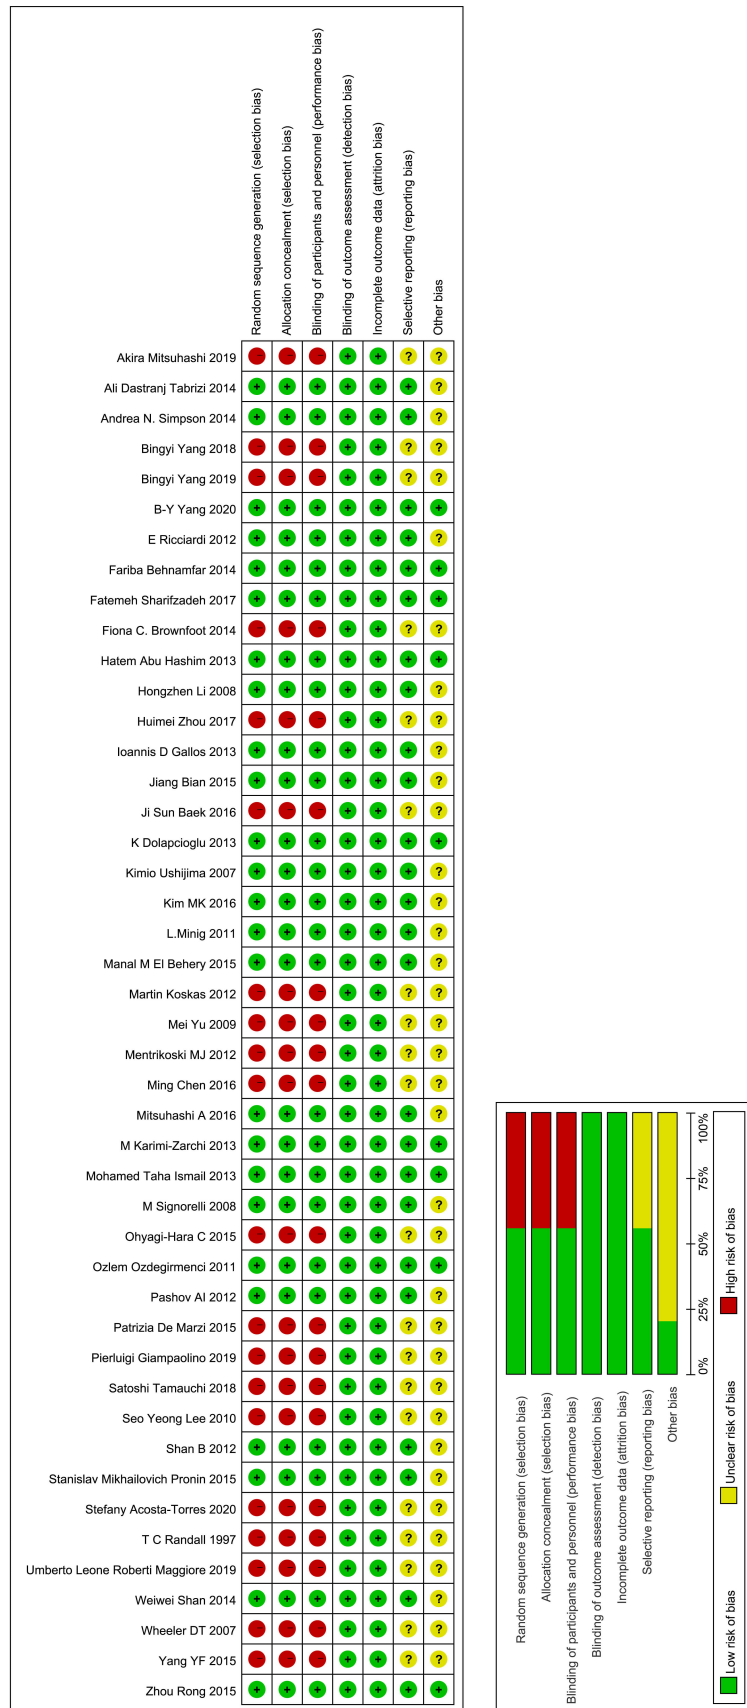 Random sequence generation (selection bias)
Allocation concealment (selection bias)
Blinding of participants and personnel (performance bias)
Blinding of outcome assessment (detection bias)
Incomplete outcome data (attrition bias)
Selective reporting (reporting bias)
Other bias
Akira Mitsuhashi 2019 - - - + + ? ?
Ali Dastranj Tabrizi 2014 + + + + + + ?
Andrea N. Simpson 2014 + + + + + + ?
Bingyi Yang 2018 - - - + + ? ?
Bingyi Yang 2019 - - - + + ? ?
B-Y Yang 2020 + + + + + + +
E Ricciardi 2012 + + + + + + ?
Fariba Behnamfar 2014 + + + + + + +
Fatemeh Sharifzadeh 2017 + + + + + + +
Fiona C. Brownfoot 2014 - - - + + ? ?
Hatem Abu Hashim 2013 + + + + + + +
Hongzhen Li 2008 + + + + + + ?
Huimei Zhou 2017 - - - + + ? ?
Ioannis D Gallos 2013 + + + + + + ?
Jiang Bian 2015 + + + + + + ?
Ji Sun Baek 2016 - - - + + ? ?
K Dolapcioglu 2013 + + + + + + +
Kimio Ushijima 2007 + + + + + + ?
Kim MK 2016 + + + + + + ?
L.Minig 2011 + + + + + + ?
Manal M El Behery 2015 + + + + + + ?
Martin Koskas 2012 - - - + + ? ?
Mei Yu 2009 - - - + + ? ?
Mentrikoski MJ 2012 - - - + + ? ?
Ming Chen 2016 - - - + + ? ?
Mitsuhashi A 2016 + + + + + + ?
M Karimi-Zarchi 2013 + + + + + + +
Mohamed Taha Ismail 2013 + + + + + + +
M Signorelli 2008 + + + + + + ?
Ohyagi-Hara C 2015 - - - + + ? ?
Ozlem Ozdegirmenci 2011 + + + + + + +
Pashov AI 2012 + + + + + + ?
Patrizia De Marzi 2015 - - - + + ? ?
Pierluigi Giampaolino 2019 - - - + + ? ?
Satoshi Tamauchi 2018 - - - + + ? ?
Seo Yeong Lee 2010 - - - + + ? ?
Shan B 2012 + + + + + + ?
Stanislav Mikhailovich Pronin 2015 + + + + + + ?
Stefany Acosta-Torres 2020 - - - + + ? ?
T C Randall 1997 - - - + + ? ?
Umberto Leone Roberti Maggiore 2019 - - - + + ? ?
Weiwei Shan 2014 + + + + + + ?
Wheeler DT 2007 - - - + + ? ?
Yang YF 2015 - - - + + ? ?
Zhou Rong 2015 + + + + + + +
Random sequence generation (selection bias)
Allocation concealment (selection bias)
Blinding of participants and personnel (performance bias)
Blinding of outcome assessment (detection bias)
Incomplete outcome data (attrition bias)
Selective reporting (reporting bias)
Other bias
0% 25% 50% 75% 100%
Low risk of bias
Unclear risk of bias
High risk of bias